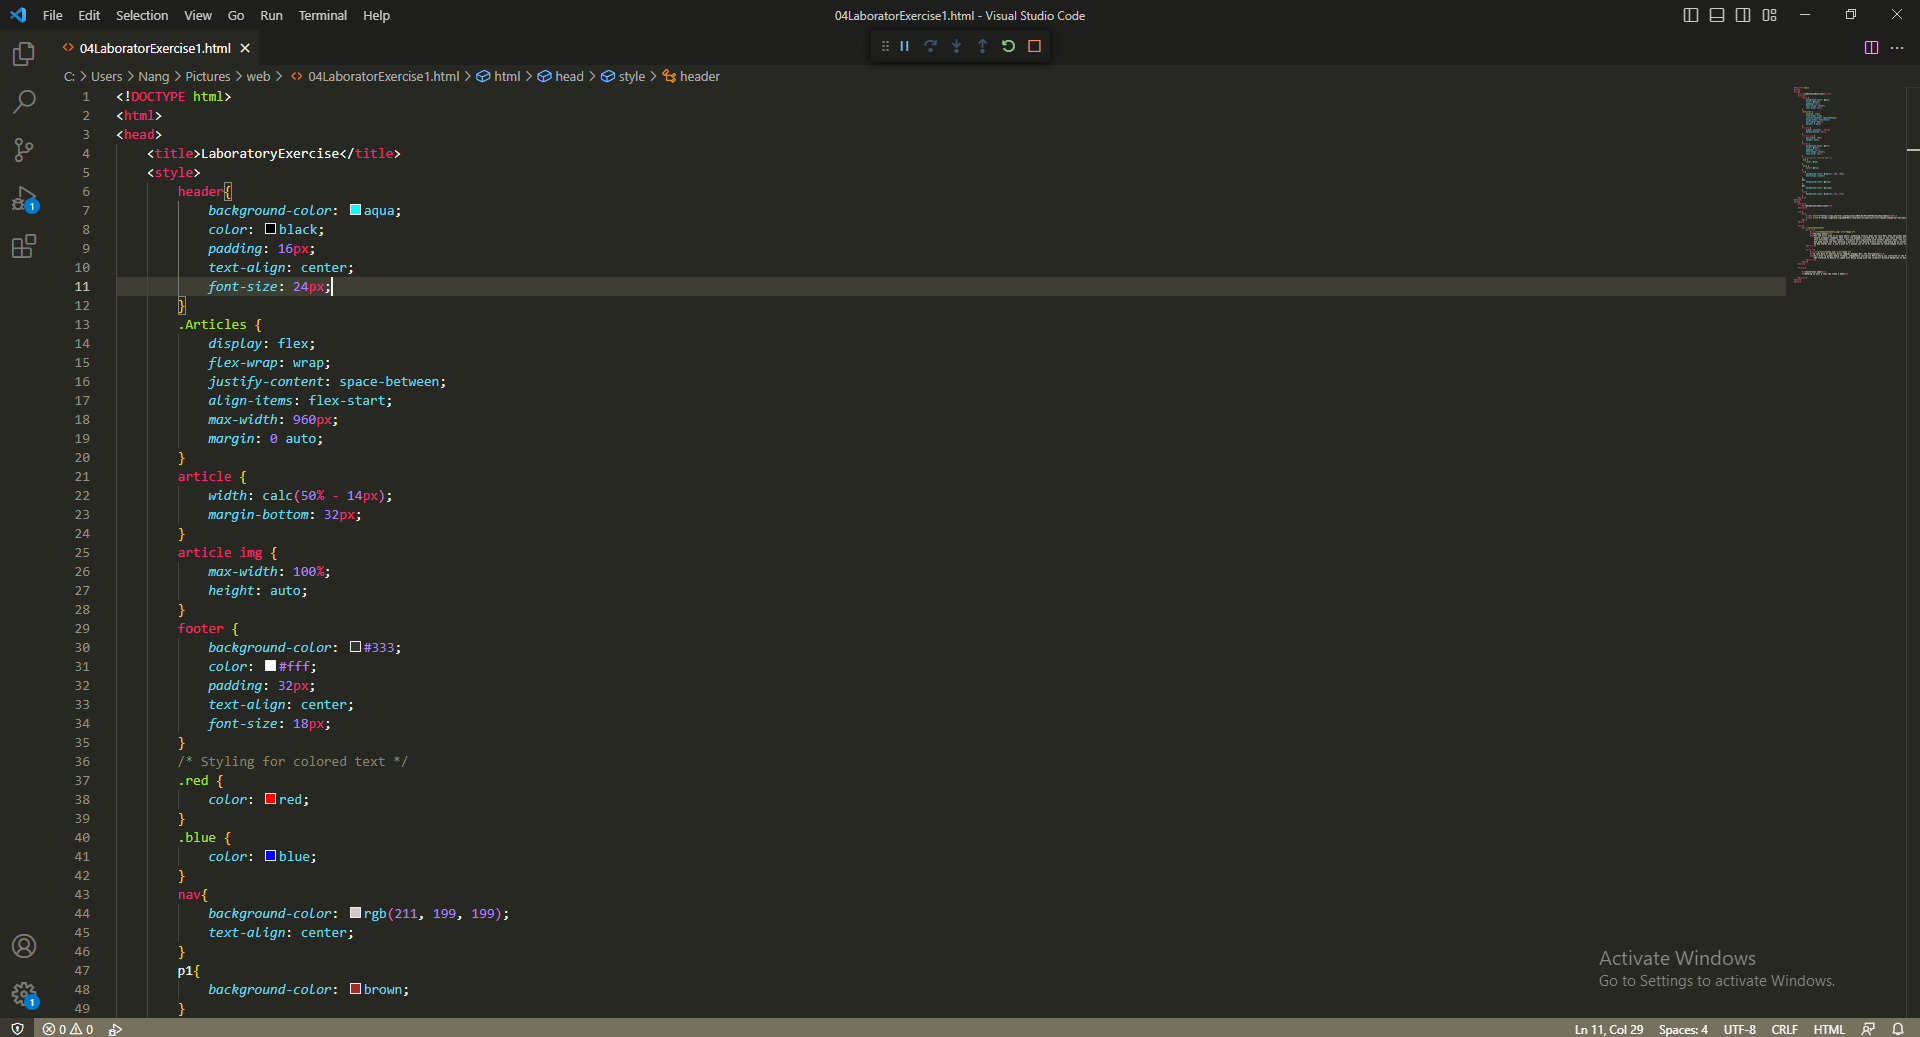 File Edit Selection View Go Run Terminal Help
04LaboratorExercise1.html - Visual Studio Code
04LaboratorExercise1.html
C: > Users > Nang > Pictures > web > 04LaboratorExercise1.html > html > head > style > header
1 <!DOCTYPE html>
2 <html>
3 <head>
4 <title>LaboratoryExercise</title>
5 <style>
6 header{
7 background-color: aqua;
8 color: black;
9 padding: 16px;
10 text-align: center;
11 font-size: 24px;
12 }
13 .Articles {
14 display: flex;
15 flex-wrap: wrap;
16 justify-content: space-between;
17 align-items: flex-start;
18 max-width: 960px;
19 margin: 0 auto;
20 }
21 article {
22 width: calc(50% - 14px);
23 margin-bottom: 32px;
24 }
25 article img {
26 max-width: 100%;
27 height: auto;
28 }
29 footer {
30 background-color: #333;
31 color: #fff;
32 padding: 32px;
33 text-align: center;
34 font-size: 18px;
35 }
36 /* Styling for colored text */
37 .red {
38 color: red;
39 }
40 .blue {
41 color: blue;
42 }
43 nav{
44 background-color: rgb(211, 199, 199);
45 text-align: center;
46 }
47 p1{
48 background-color: brown;
49 }
1
1
Activate Windows
Go to Settings to activate Windows.
0 0
Ln 11, Col 29 Spaces: 4 UTF-8 CRLF HTML